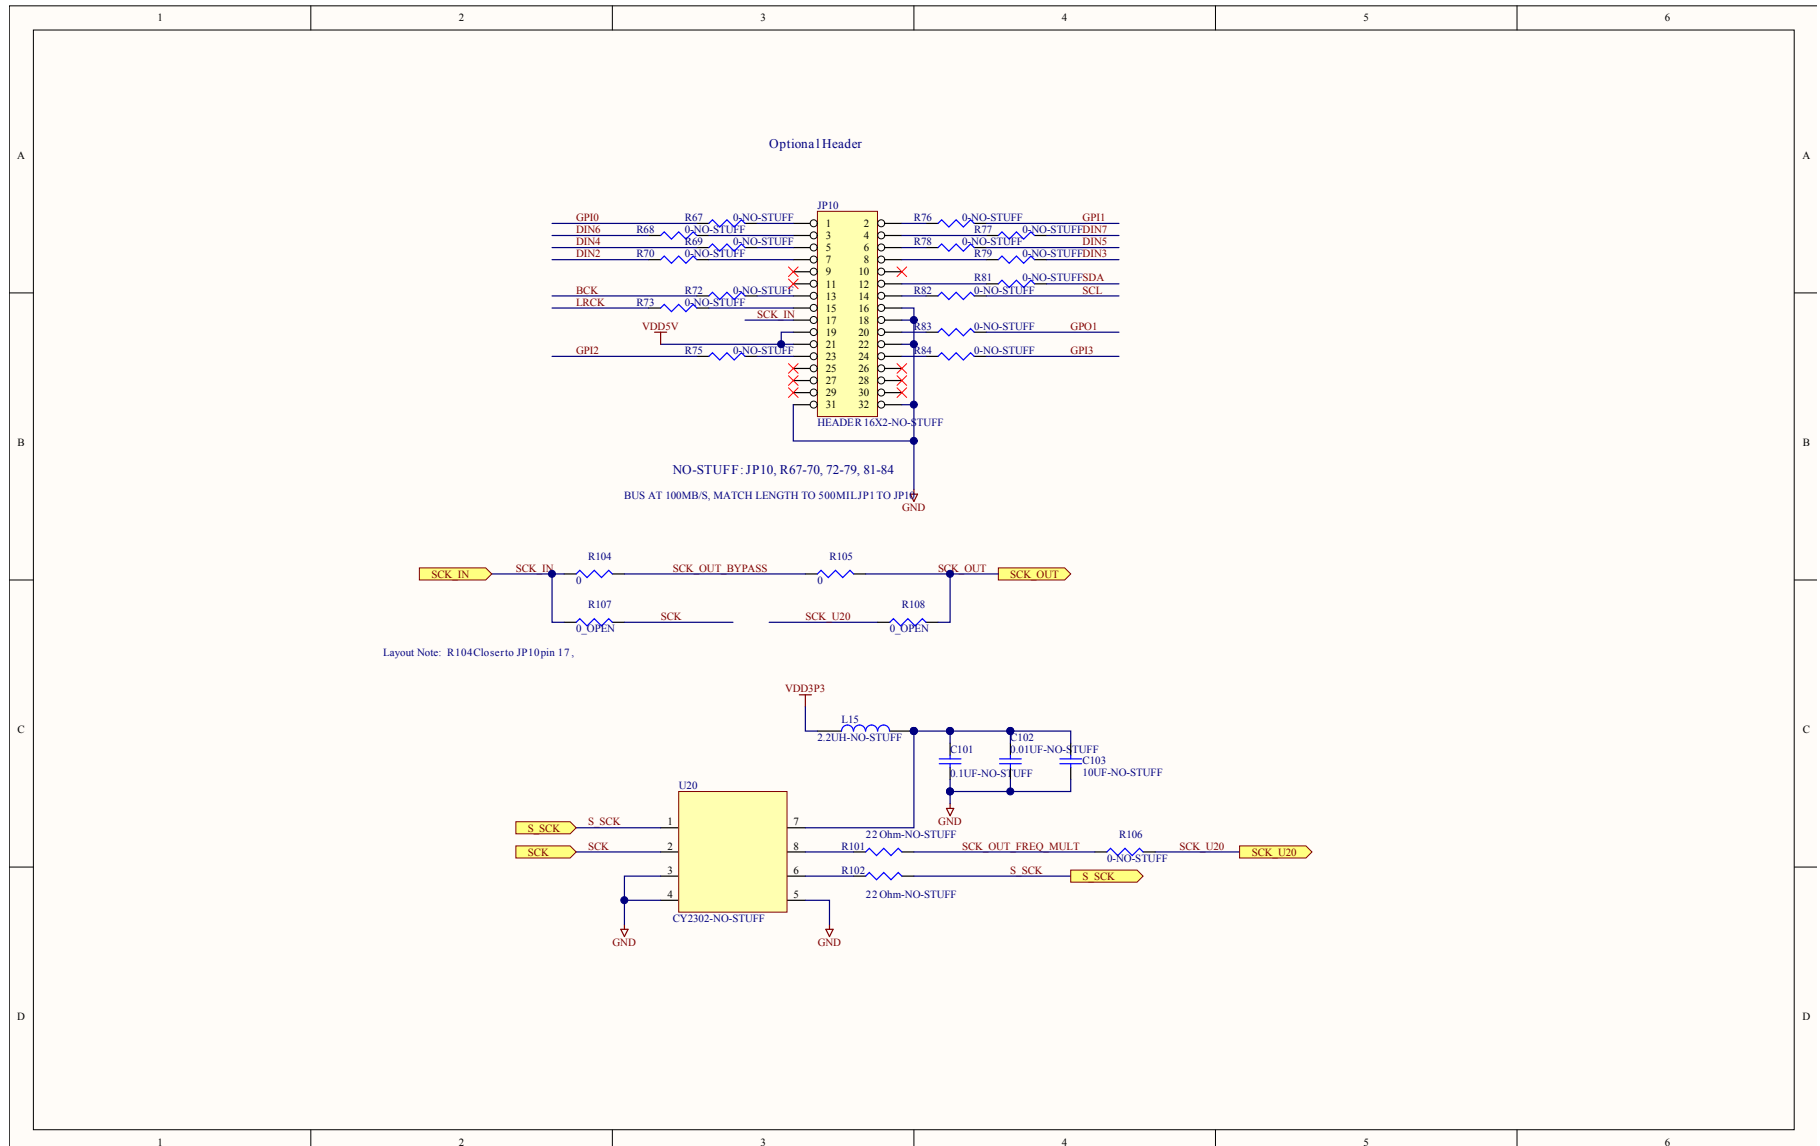 1 2 3 4 5 6
A A
Optional Header
JP10
GPI0 R67 0-NO-STUFF 1 2 R76 0-NO-STUFF GPI1
DIN6 R68 0-NO-STUFF 3 4 R77 0-NO-STUFF DIN7
DIN4 R69 0-NO-STUFF 5 6 R78 0-NO-STUFF DIN5
DIN2 R70 0-NO-STUFF 7 8 R79 0-NO-STUFF DIN3
9 10
11 12 R81 0-NO-STUFF SDA
BCK R72 0-NO-STUFF 13 14 R82 0-NO-STUFF SCL
LRCK R73 0-NO-STUFF 15 16
SCK_IN 17 18
VDD5V 19 20 R83 0-NO-STUFF GPO1
21 22
GPI2 R75 0-NO-STUFF 23 24 R84 0-NO-STUFF GPI3
25 26
27 28
29 30
31 32
HEADER 16X2-NO-STUFF
B B
NO-STUFF: JP10, R67-70, 72-79, 81-84
BUS AT 100MB/S, MATCH LENGTH TO 500MIL JP1 TO JP10
GND
R104 R105
SCK_IN SCK_IN 0 SCK_OUT_BYPASS 0 SCK_OUT SCK_OUT
R107 R108
0_OPEN SCK SCK_U20 0_OPEN
Layout Note: R104 Closer to JP10 pin 17 ,
VDD3P3
C C
L15
2.2UH-NO-STUFF
C101 0.1UF-NO-STUFF
C102 0.01UF-NO-STUFF
C103 10UF-NO-STUFF
GND
U20
S_SCK S_SCK 1 7
22 Ohm-NO-STUFF R106
SCK SCK 2 8 R101 SCK_OUT_FREQ_MULT 0-NO-STUFF SCK_U20 SCK_U20
3 6 R102 S_SCK S_SCK
22 Ohm-NO-STUFF
4 5
CY2302-NO-STUFF
GND GND
D D
1 2 3 4 5 6